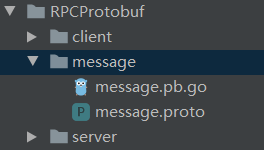 RPCProtobuf
client
message
message.pb.go
message.proto
server